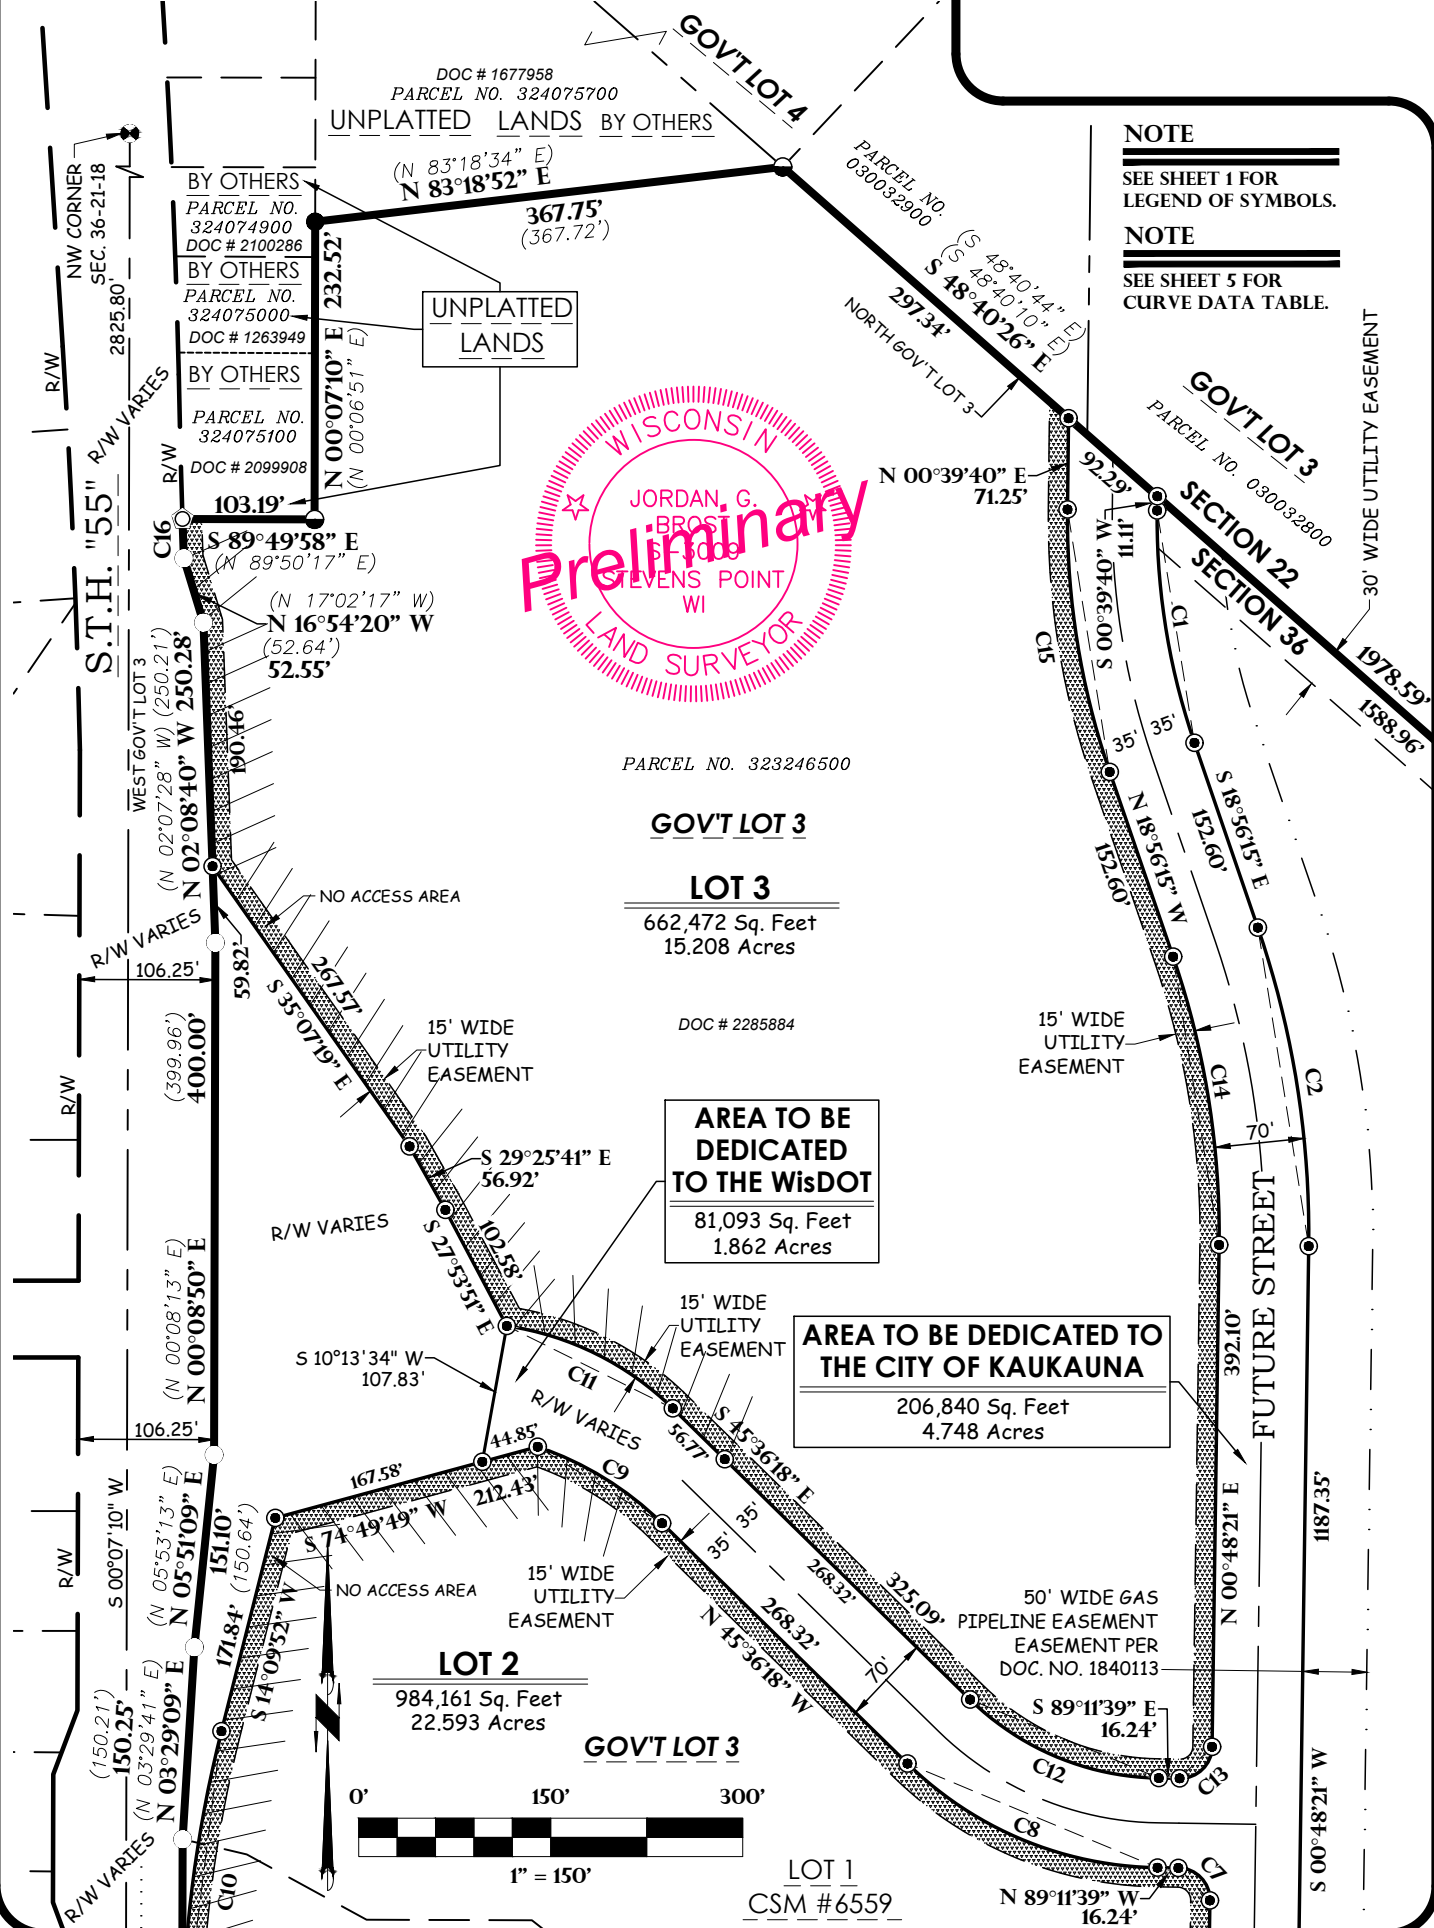 GOV'T LOT 4
DOC # 1677958
PARCEL NO. 324075700
UNPLATTED LANDS BY OTHERS
(N 83°18'34" E)
N 83°18'52" E
367.75'
(367.72')
NOTE
SEE SHEET 1 FOR
LEGEND OF SYMBOLS.
NOTE
SEE SHEET 5 FOR
CURVE DATA TABLE.
NW CORNER
SEC. 36-21-18
2825.80'
BY OTHERS
PARCEL NO.
324074900
DOC # 2100286
BY OTHERS
PARCEL NO.
324075000
DOC # 1263949
BY OTHERS
PARCEL NO.
324075100
DOC # 2099908
UNPLATTED
LANDS
232.52'
N 00°07'10" E
(N 00°06'51" E)
PARCEL NO.
030032900
(S 48°40'44" E)
(S 48°40'10" E)
S 48°40'26" E
297.34'
NORTH GOV'T LOT 3
GOV'T LOT 3
PARCEL NO. 030032800
30' WIDE UTILITY EASEMENT
R/W
R/W VARIES
R/W
S.T.H. "55"
103.19'
S 89°49'58" E
(N 89°50'17" E)
C16
(N 17°02'17" W)
N 16°54'20" W
(52.64')
52.55'
WISCONSIN
JORDAN G.
BROST
S-3009
STEVENS POINT
WI
LAND SURVEYOR
Preliminary
N 00°39'40" E
71.25'
92.29'
S 00°39'40" W
11.11'
SECTION 22
SECTION 36
1978.59'
1588.96'
C1
C15
35'
35'
WEST GOV'T LOT 3
(N 02°07'28" W) (250.21')
N 02°08'40" W 250.28'
190.46'
PARCEL NO. 323246500
GOV'T LOT 3
LOT 3
662,472 Sq. Feet
15.208 Acres
DOC # 2285884
N 18°56'15" W
152.60'
S 18°56'15" E
152.60'
NO ACCESS AREA
R/W VARIES
106.25'
59.82'
267.57'
S 35°07'19" E
15' WIDE
UTILITY
EASEMENT
15' WIDE
UTILITY
EASEMENT
C14
C2
70'
(399.96')
400.00'
R/W
(N 00°08'13" E)
N 00°08'50" E
S 29°25'41" E
56.92'
102.58'
S 27°53'51" E
R/W VARIES
AREA TO BE
DEDICATED
TO THE WisDOT
81,093 Sq. Feet
1.862 Acres
15' WIDE
UTILITY
EASEMENT
AREA TO BE DEDICATED TO
THE CITY OF KAUKAUNA
206,840 Sq. Feet
4.748 Acres
FUTURE STREET
392.10'
N 00°48'21" E
1187.35'
S 00°48'21" W
S 10°13'34" W
107.83'
C11
R/W VARIES
56.77'
S 45°36'18" E
325.09'
268.32'
106.25'
44.85'
167.58'
212.43'
S 74°49'49" W
C9
35'
35'
S 00°07'10" W
R/W
(N 05°53'13" E)
N 05°51'09" E
151.10'
(150.64')
171.84'
S 14°09'52" W
NO ACCESS AREA
15' WIDE
UTILITY
EASEMENT
268.32'
N 45°36'18" W
70'
50' WIDE GAS
PIPELINE EASEMENT
EASEMENT PER
DOC. NO. 1840113
S 89°11'39" E
16.24'
C12
C13
LOT 2
984,161 Sq. Feet
22.593 Acres
GOV'T LOT 3
(150.21')
150.25'
(N 03°29'41" E)
N 03°29'09" E
R/W VARIES
C10
N
0' 150' 300'
1" = 150'
LOT 1
CSM #6559
C8
C7
N 89°11'39" W
16.24'